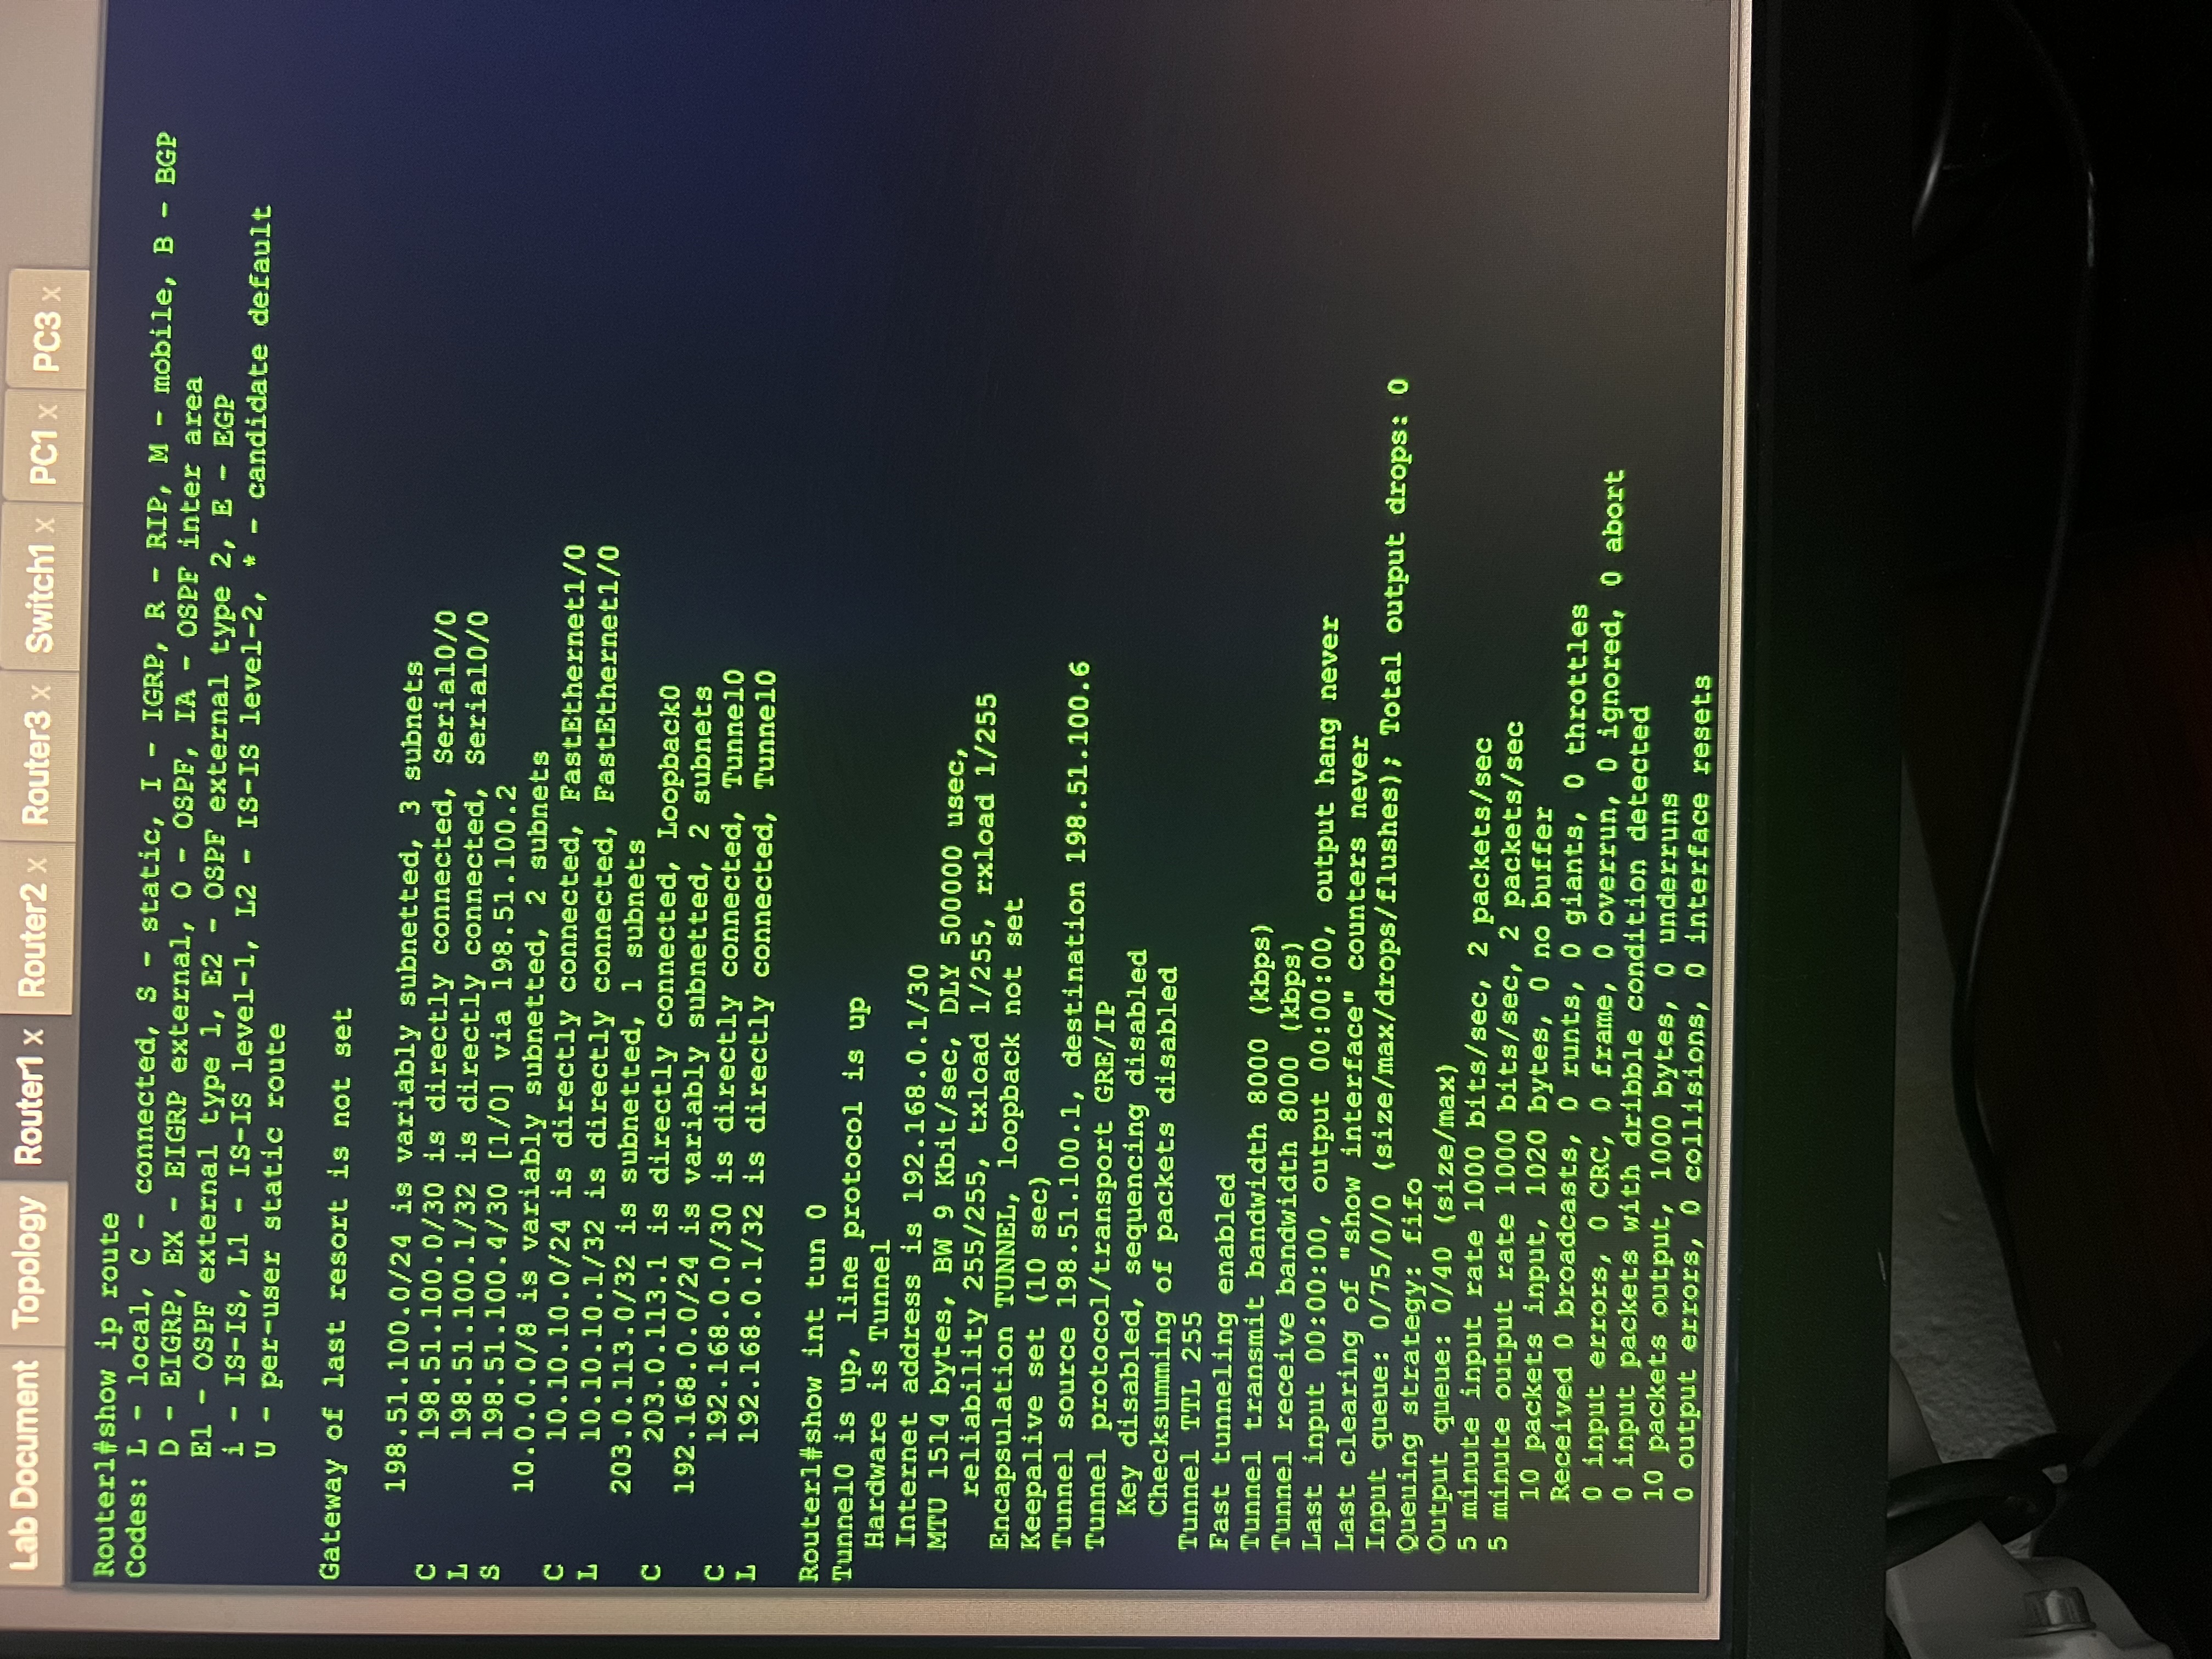 Lab Document Topology Router1 x Router2 x Router3 x Switch1 x PC1 x PC3 x
Router1#show ip route
Codes: L - local, C - connected, S - static, I - IGRP, R - RIP, M - mobile, B - BGP
D - EIGRP, EX - EIGRP external, O - OSPF, IA - OSPF inter area
E1 - OSPF external type 1, E2 - OSPF external type 2, E - EGP
i - IS-IS, L1 - IS-IS level-1, L2 - IS-IS level-2, * - candidate default
U - per-user static route
Gateway of last resort is not set
198.51.100.0/24 is variably subnetted, 3 subnets
C 198.51.100.0/30 is directly connected, Serial0/0
L 198.51.100.1/32 is directly connected, Serial0/0
S 198.51.100.4/30 [1/0] via 198.51.100.2
10.0.0.0/8 is variably subnetted, 2 subnets
C 10.10.10.0/24 is directly connected, FastEthernet1/0
L 10.10.10.1/32 is directly connected, FastEthernet1/0
203.0.113.0/32 is subnetted, 1 subnets
C 203.0.113.1 is directly connected, Loopback0
192.168.0.0/24 is variably subnetted, 2 subnets
C 192.168.0.0/30 is directly connected, Tunnel0
L 192.168.0.1/32 is directly connected, Tunnel0
Router1#show int tun 0
Tunnel0 is up, line protocol is up
Hardware is Tunnel
Internet address is 192.168.0.1/30
MTU 1514 bytes, BW 9 Kbit/sec, DLY 500000 usec,
reliability 255/255, txload 1/255, rxload 1/255
Encapsulation TUNNEL, loopback not set
Keepalive set (10 sec)
Tunnel source 198.51.100.1, destination 198.51.100.6
Tunnel protocol/transport GRE/IP
Key disabled, sequencing disabled
Checksumming of packets disabled
Tunnel TTL 255
Fast tunneling enabled
Tunnel transmit bandwidth 8000 (kbps)
Tunnel receive bandwidth 8000 (kbps)
Last input 00:00:00, output 00:00:00, output hang never
Last clearing of "show interface" counters never
Input queue: 0/75/0/0 (size/max/drops/flushes); Total output drops: 0
Queuing strategy: fifo
Output queue: 0/40 (size/max)
5 minute input rate 1000 bits/sec, 2 packets/sec
5 minute output rate 1000 bits/sec, 2 packets/sec
10 packets input, 1020 bytes, 0 no buffer
Received 0 broadcasts, 0 runts, 0 giants, 0 throttles
0 input errors, 0 CRC, 0 frame, 0 overrun, 0 ignored, 0 abort
0 input packets with dribble condition detected
10 packets output, 1000 bytes, 0 underruns
0 output errors, 0 collisions, 0 interface resets